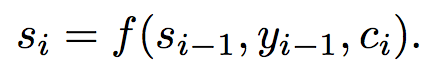 s_i = f(s_{i-1}, y_{i-1}, c_i).